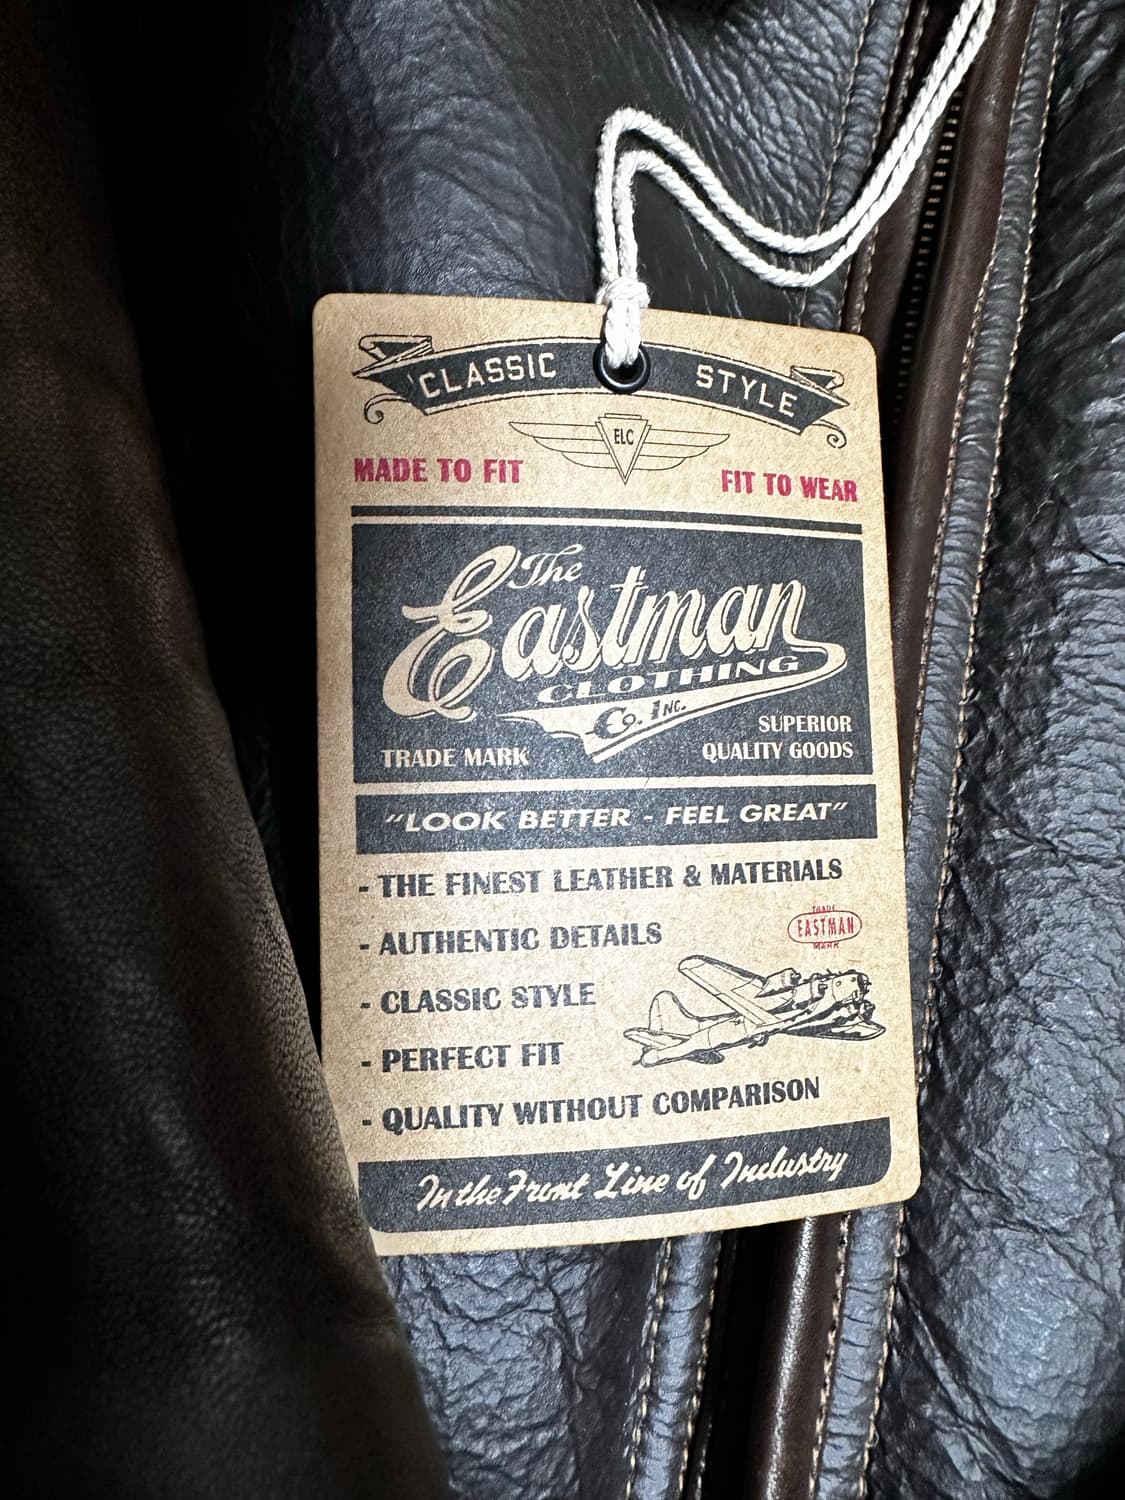 CLASSIC STYLE
ELC
MADE TO FIT
FIT TO WEAR
The
Eastman
CLOTHING
Co. INC.
TRADE MARK
SUPERIOR
QUALITY GOODS
"LOOK BETTER - FEEL GREAT"
- THE FINEST LEATHER & MATERIALS
- AUTHENTIC DETAILS
TRADE
EASTMAN
MARK
- CLASSIC STYLE
- PERFECT FIT
- QUALITY WITHOUT COMPARISON
In the Front Line of Industry